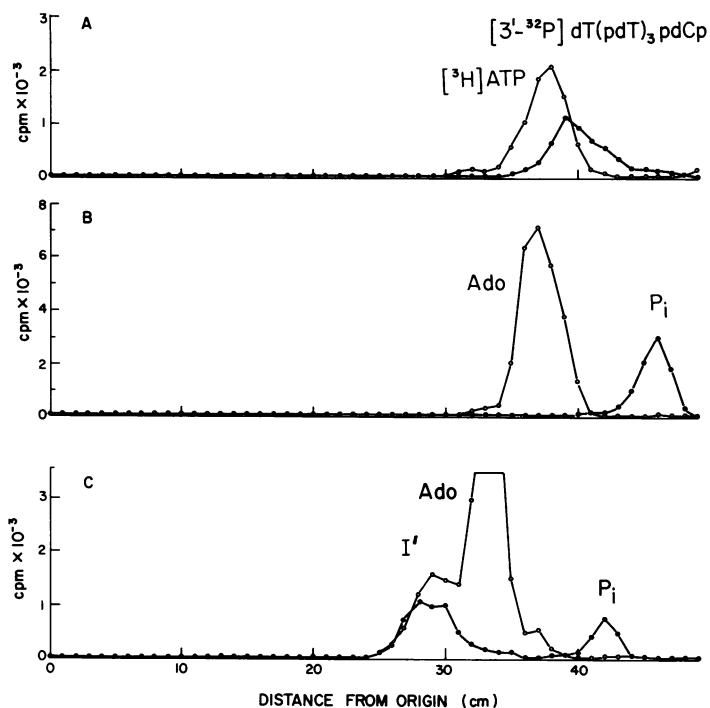 A
[3'-³²P] dT(pdT)₃ pdCp
[³H]ATP
cpm × 10⁻³
3
2
1
0
B
Ado
Pi
cpm × 10⁻³
8
6
4
2
0
C
Ado
I'
Pi
cpm × 10⁻³
3
2
1
0
0 10 20 30 40
DISTANCE FROM ORIGIN (cm)